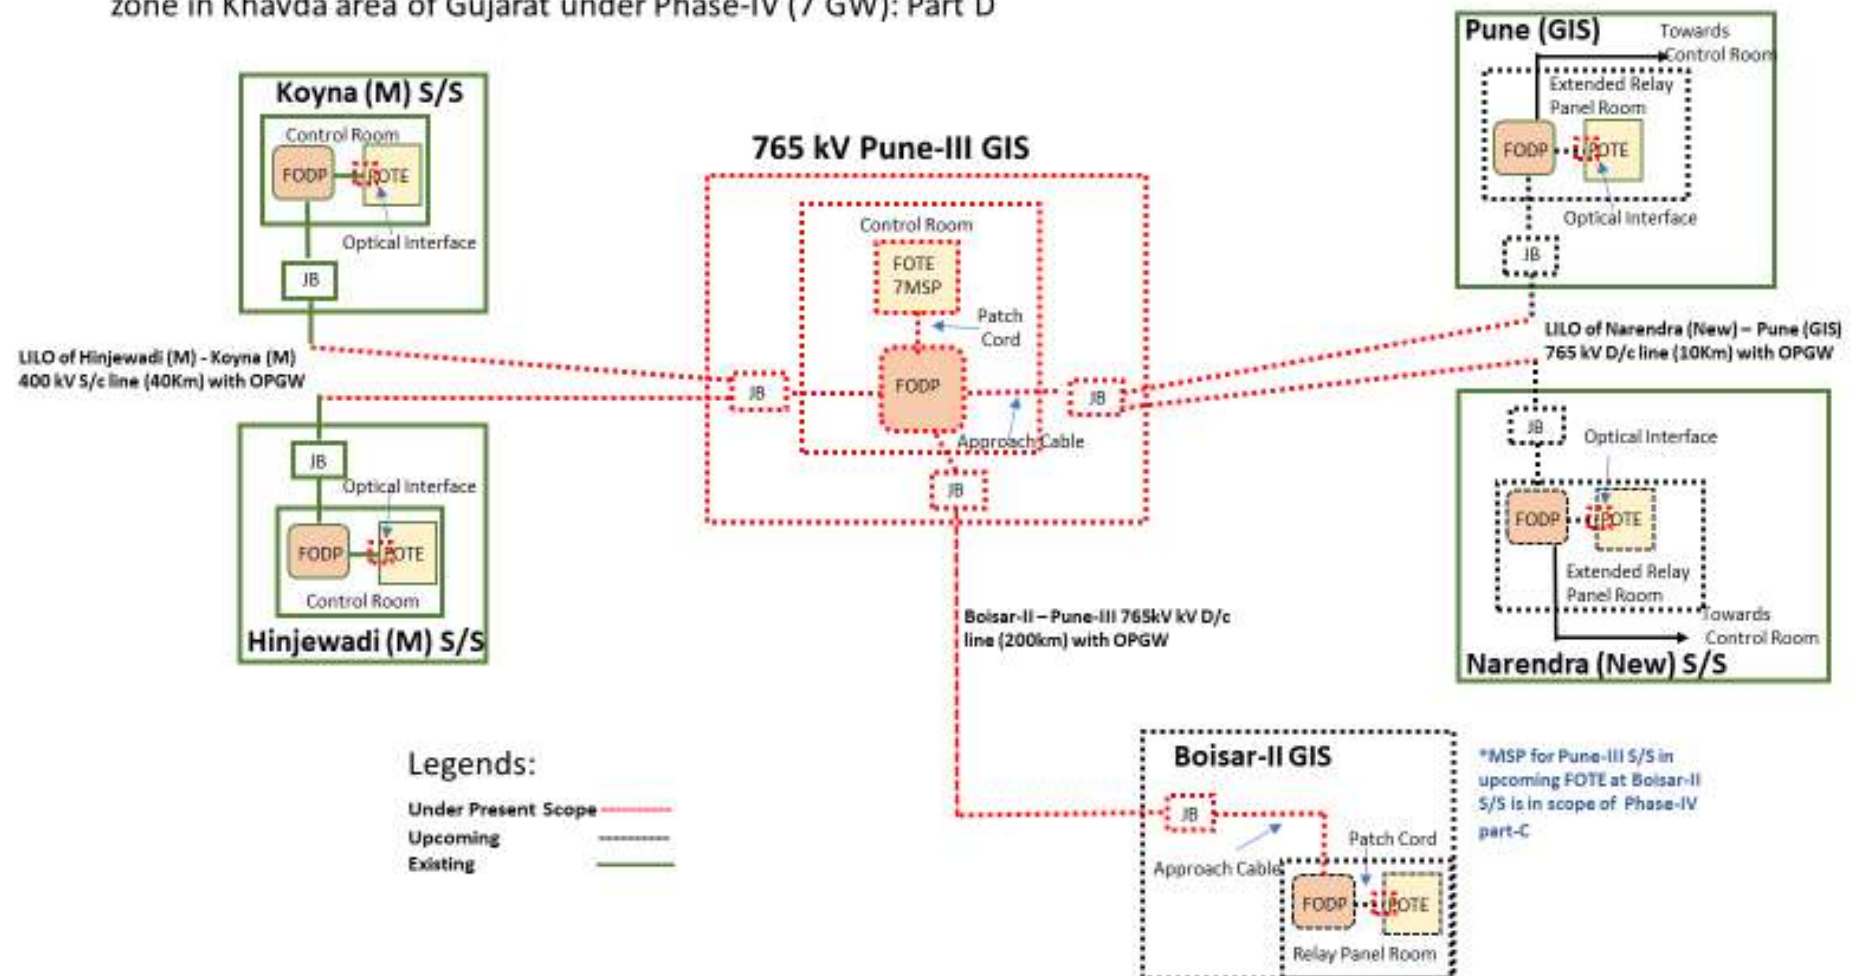 zone in Khavda area of Gujarat under Phase-IV (7 GW): Part D
Koyna (M) S/S
Control Room
FODP
FOTE
Optical Interface
JB
LILO of Hinjewadi (M) - Koyna (M)
400 kV S/c line (40Km) with OPGW
JB
Optical Interface
FODP
FOTE
Control Room
Hinjewadi (M) S/S
765 kV Pune-III GIS
Control Room
FOTE
7MSP
Patch
Cord
FODP
JB
JB
Approach Cable
JB
Boisar-II – Pune-III 765kV kV D/c
line (200km) with OPGW
Pune (GIS)
Towards
Control Room
Extended Relay
Panel Room
FODP
FOTE
Optical Interface
JB
LILO of Narendra (New) – Pune (GIS)
765 kV D/c line (10Km) with OPGW
JB
Optical Interface
FODP
FOTE
Extended Relay
Panel Room
Towards
Control Room
Narendra (New) S/S
Boisar-II GIS
JB
Patch Cord
Approach Cable
FODP
FOTE
Relay Panel Room
*MSP for Pune-III S/S in
upcoming FOTE at Boisar-II
S/S is in scope of Phase-IV
part-C
Legends:
Under Present Scope
Upcoming
Existing